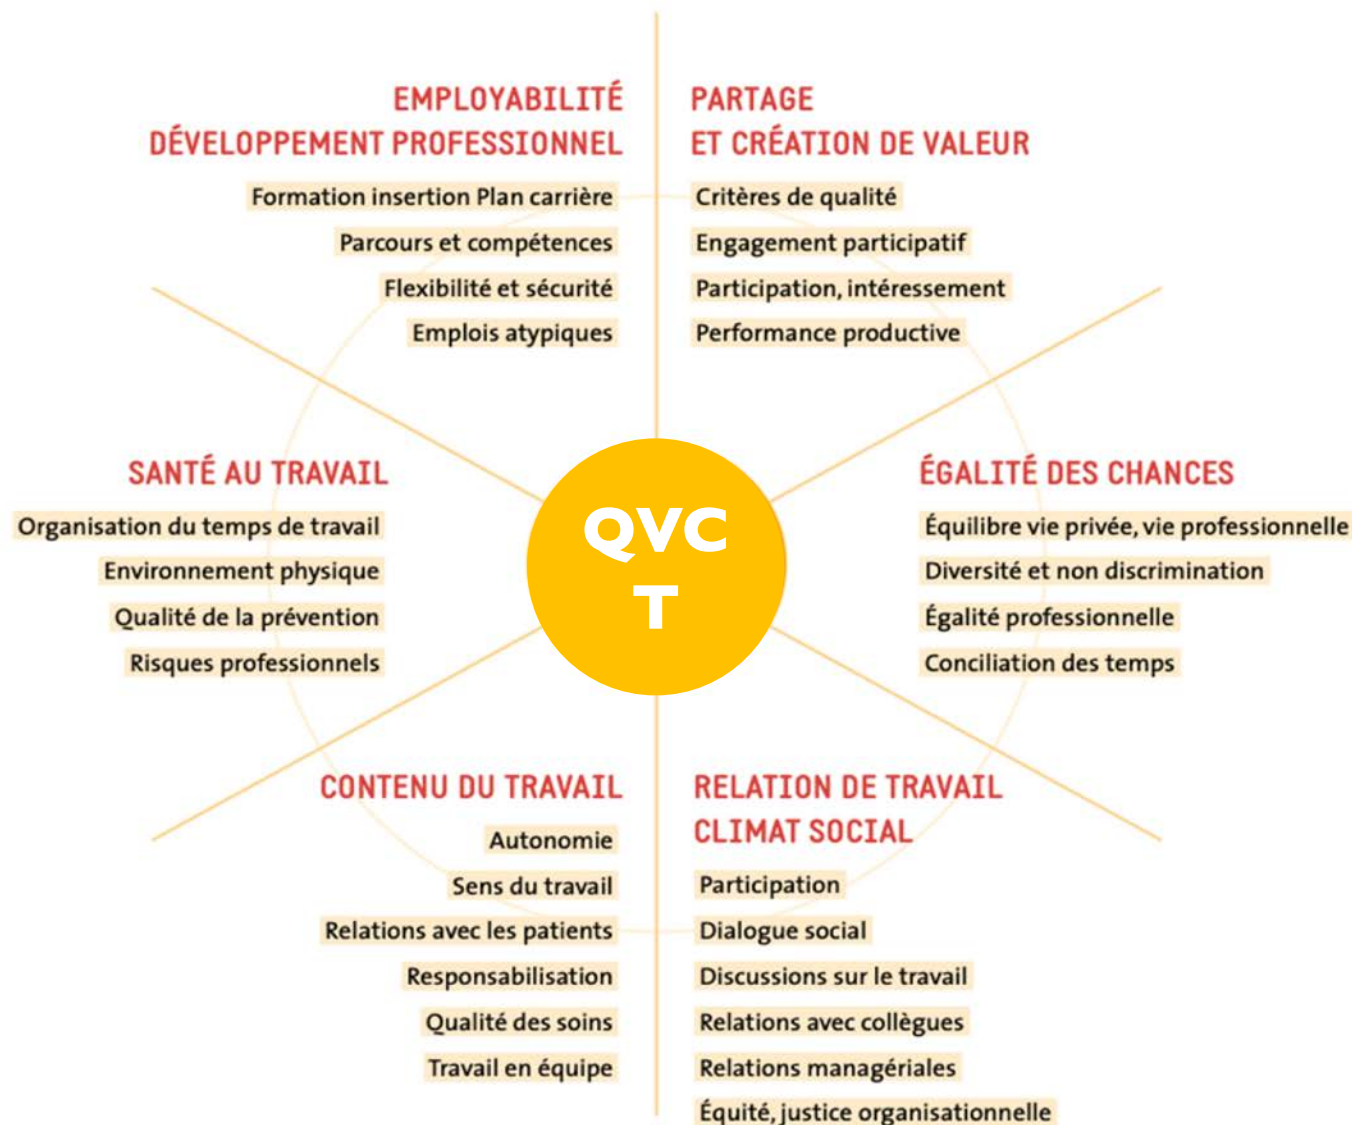 EMPLOYABILITÉ
DÉVELOPPEMENT PROFESSIONNEL
Formation insertion Plan carrière
Parcours et compétences
Flexibilité et sécurité
Emplois atypiques
PARTAGE
ET CRÉATION DE VALEUR
Critères de qualité
Engagement participatif
Participation, intéressement
Performance productive
SANTÉ AU TRAVAIL
Organisation du temps de travail
Environnement physique
Qualité de la prévention
Risques professionnels
QVC
T
ÉGALITÉ DES CHANCES
Équilibre vie privée, vie professionnelle
Diversité et non discrimination
Égalité professionnelle
Conciliation des temps
CONTENU DU TRAVAIL
Autonomie
Sens du travail
Relations avec les patients
Responsabilisation
Qualité des soins
Travail en équipe
RELATION DE TRAVAIL
CLIMAT SOCIAL
Participation
Dialogue social
Discussions sur le travail
Relations avec collègues
Relations managériales
Équité, justice organisationnelle